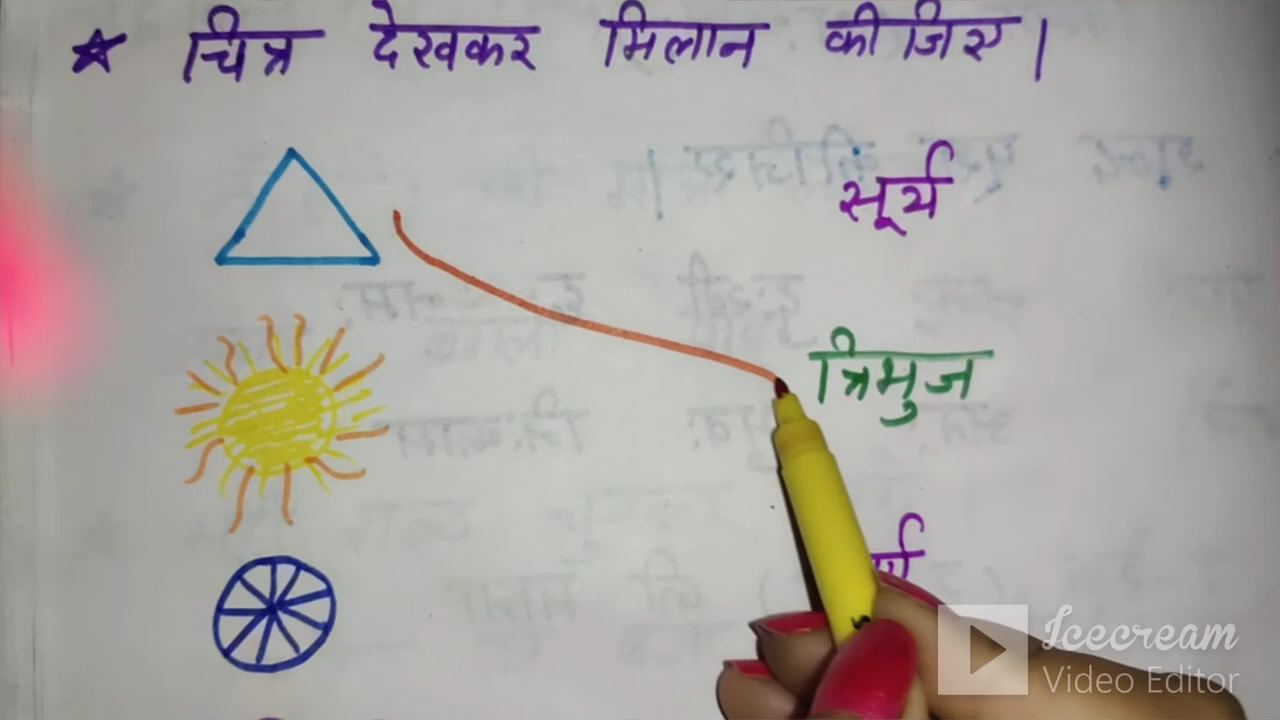 ★ चित्र देखकर मिलान कीजिए।
सूर्य
त्रिभुज
Icecream
Video Editor